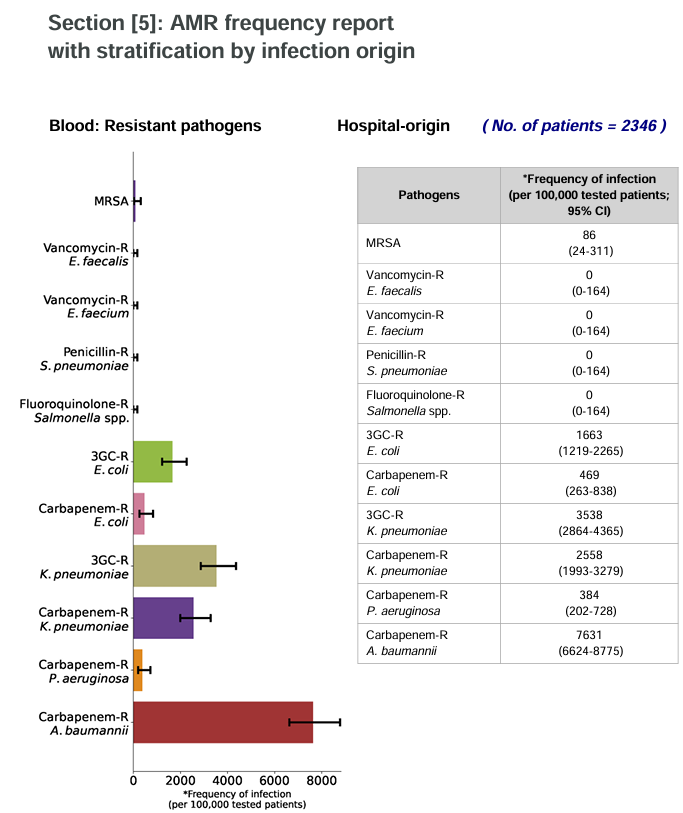 Section [5]: AMR frequency report
with stratification by infection origin
Blood: Resistant pathogens
Hospital-origin
( No. of patients = 2346 )
MRSA
Vancomycin-R
E. faecalis
Vancomycin-R
E. faecium
Penicillin-R
S. pneumoniae
Fluoroquinolone-R
Salmonella spp.
3GC-R
E. coli
Carbapenem-R
E. coli
3GC-R
K. pneumoniae
Carbapenem-R
K. pneumoniae
Carbapenem-R
P. aeruginosa
Carbapenem-R
A. baumannii
0 2000 4000 6000 8000
*Frequency of infection
(per 100,000 tested patients)
Pathogens
*Frequency of infection
(per 100,000 tested patients;
95% CI)
MRSA
86
(24-311)
Vancomycin-R
E. faecalis
0
(0-164)
Vancomycin-R
E. faecium
0
(0-164)
Penicillin-R
S. pneumoniae
0
(0-164)
Fluoroquinolone-R
Salmonella spp.
0
(0-164)
3GC-R
E. coli
1663
(1219-2265)
Carbapenem-R
E. coli
469
(263-838)
3GC-R
K. pneumoniae
3538
(2864-4365)
Carbapenem-R
K. pneumoniae
2558
(1993-3279)
Carbapenem-R
P. aeruginosa
384
(202-728)
Carbapenem-R
A. baumannii
7631
(6624-8775)